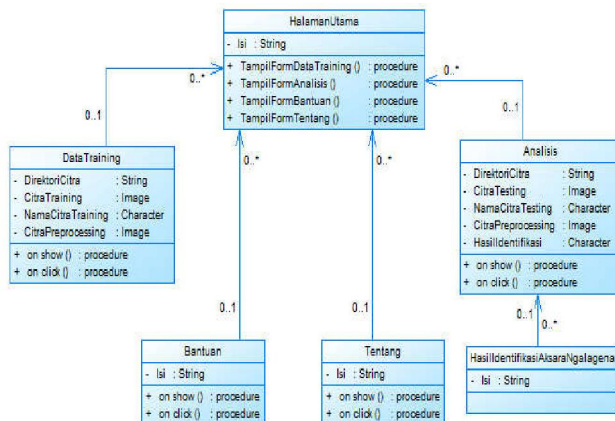 HalamanUtama
- Isi : String
+ TampilFormDataTraining () : procedure
+ TampilFormAnalisis () : procedure
+ TampilFormBantuan () : procedure
+ TampilFormTentang () : procedure
0..*
0..*
0..1
0..1
0..*
0..*
DataTraining
- DirektoriCitra : String
- CitraTraining : Image
- NamaCitraTraining : Character
- CitraPreprocessing : Image
+ on show () : procedure
+ on click () : procedure
Analisis
- DirektoriCitra : String
- CitraTesting : Image
- NamaCitraTesting : Character
- CitraPreprocessing : Image
- HasilIdentifikasi : Character
+ on show () : procedure
+ on click () : procedure
0..1
0..1
0..1
0..*
Bantuan
- Isi : String
+ on show () : procedure
+ on click () : procedure
Tentang
- Isi : String
+ on show () : procedure
+ on click () : procedure
HasilIdentifikasiAksaraNgalagena
- Isi : String